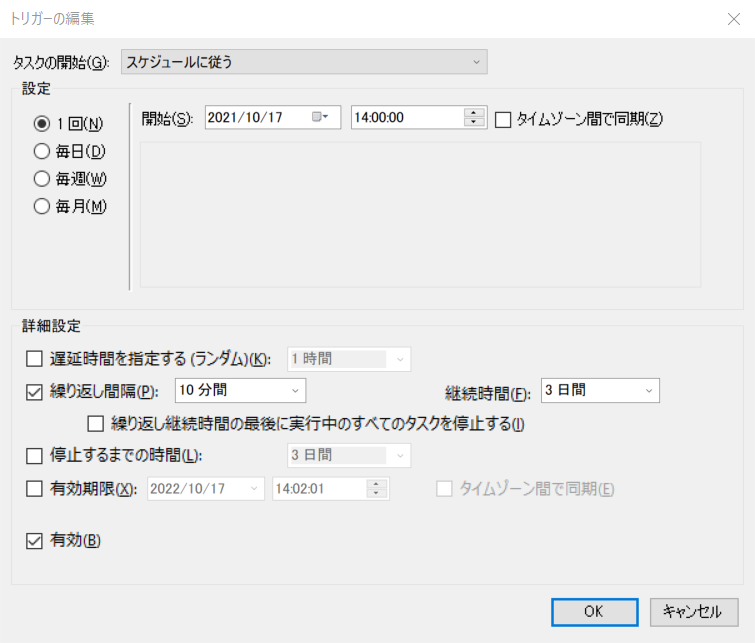 トリガーの編集
タスクの開始(G): スケジュールに従う
設定
1 回(N)
開始(S): 2021/10/17 14:00:00 タイムゾーン間で同期(Z)
毎日(D)
毎週(W)
毎月(M)
詳細設定
遅延時間を指定する (ランダム)(K): 1 時間
繰り返し間隔(P): 10 分間 継続時間(F): 3 日間
繰り返し継続時間の最後に実行中のすべてのタスクを停止する(I)
停止するまでの時間(L): 3 日間
有効期限(X): 2022/10/17 14:02:01 タイムゾーン間で同期(E)
有効(B)
OK キャンセル